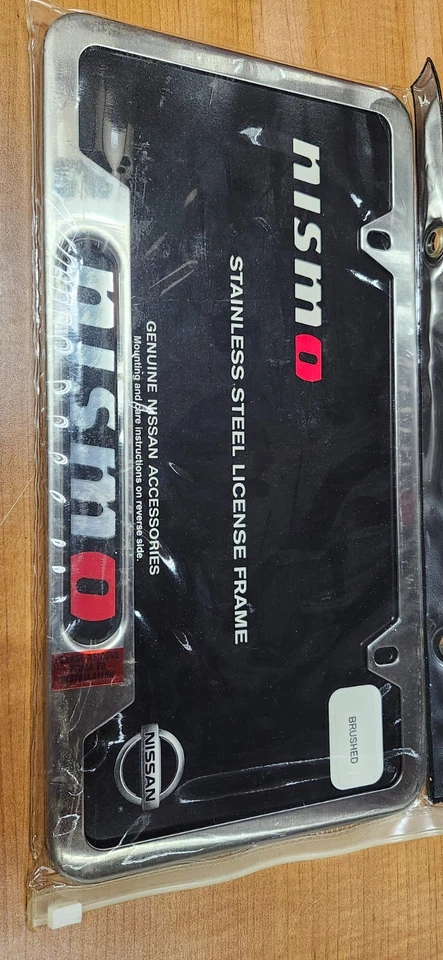 nismo
STAINLESS STEEL LICENSE FRAME
GENUINE NISSAN ACCESSORIES
Mounting and care instructions on reverse side.
nismo
NISSAN
BRUSHED